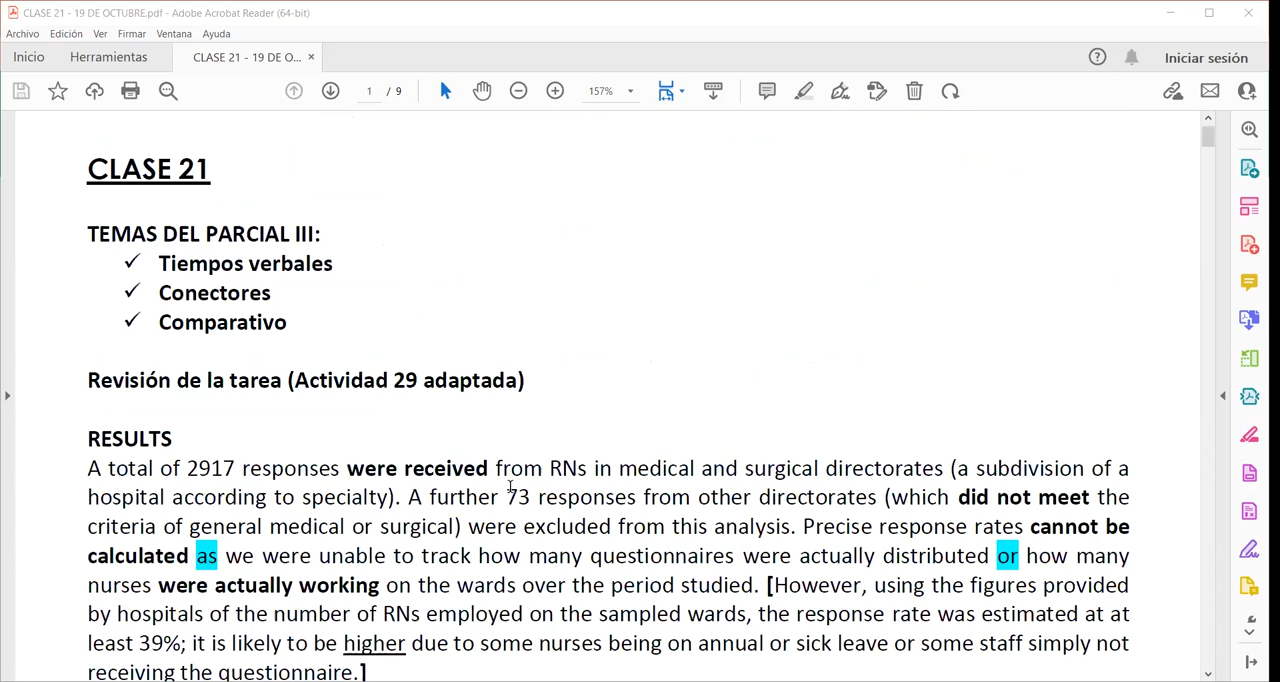 CLASE 21 - 19 DE OCTUBRE.pdf - Adobe Acrobat Reader (64-bit)
Archivo Edición Ver Firmar Ventana Ayuda
Inicio Herramientas CLASE 21 - 19 DE O... × Iniciar sesión
1 / 9 157%
CLASE 21
TEMAS DEL PARCIAL III:
✓ Tiempos verbales
✓ Conectores
✓ Comparativo
Revisión de la tarea (Actividad 29 adaptada)
RESULTS
A total of 2917 responses were received from RNs in medical and surgical directorates (a subdivision of a
hospital according to specialty). A further 73 responses from other directorates (which did not meet the
criteria of general medical or surgical) were excluded from this analysis. Precise response rates cannot be
calculated as we were unable to track how many questionnaires were actually distributed or how many
nurses were actually working on the wards over the period studied. [However, using the figures provided
by hospitals of the number of RNs employed on the sampled wards, the response rate was estimated at at
least 39%; it is likely to be higher due to some nurses being on annual or sick leave or some staff simply not
receiving the questionnaire.]